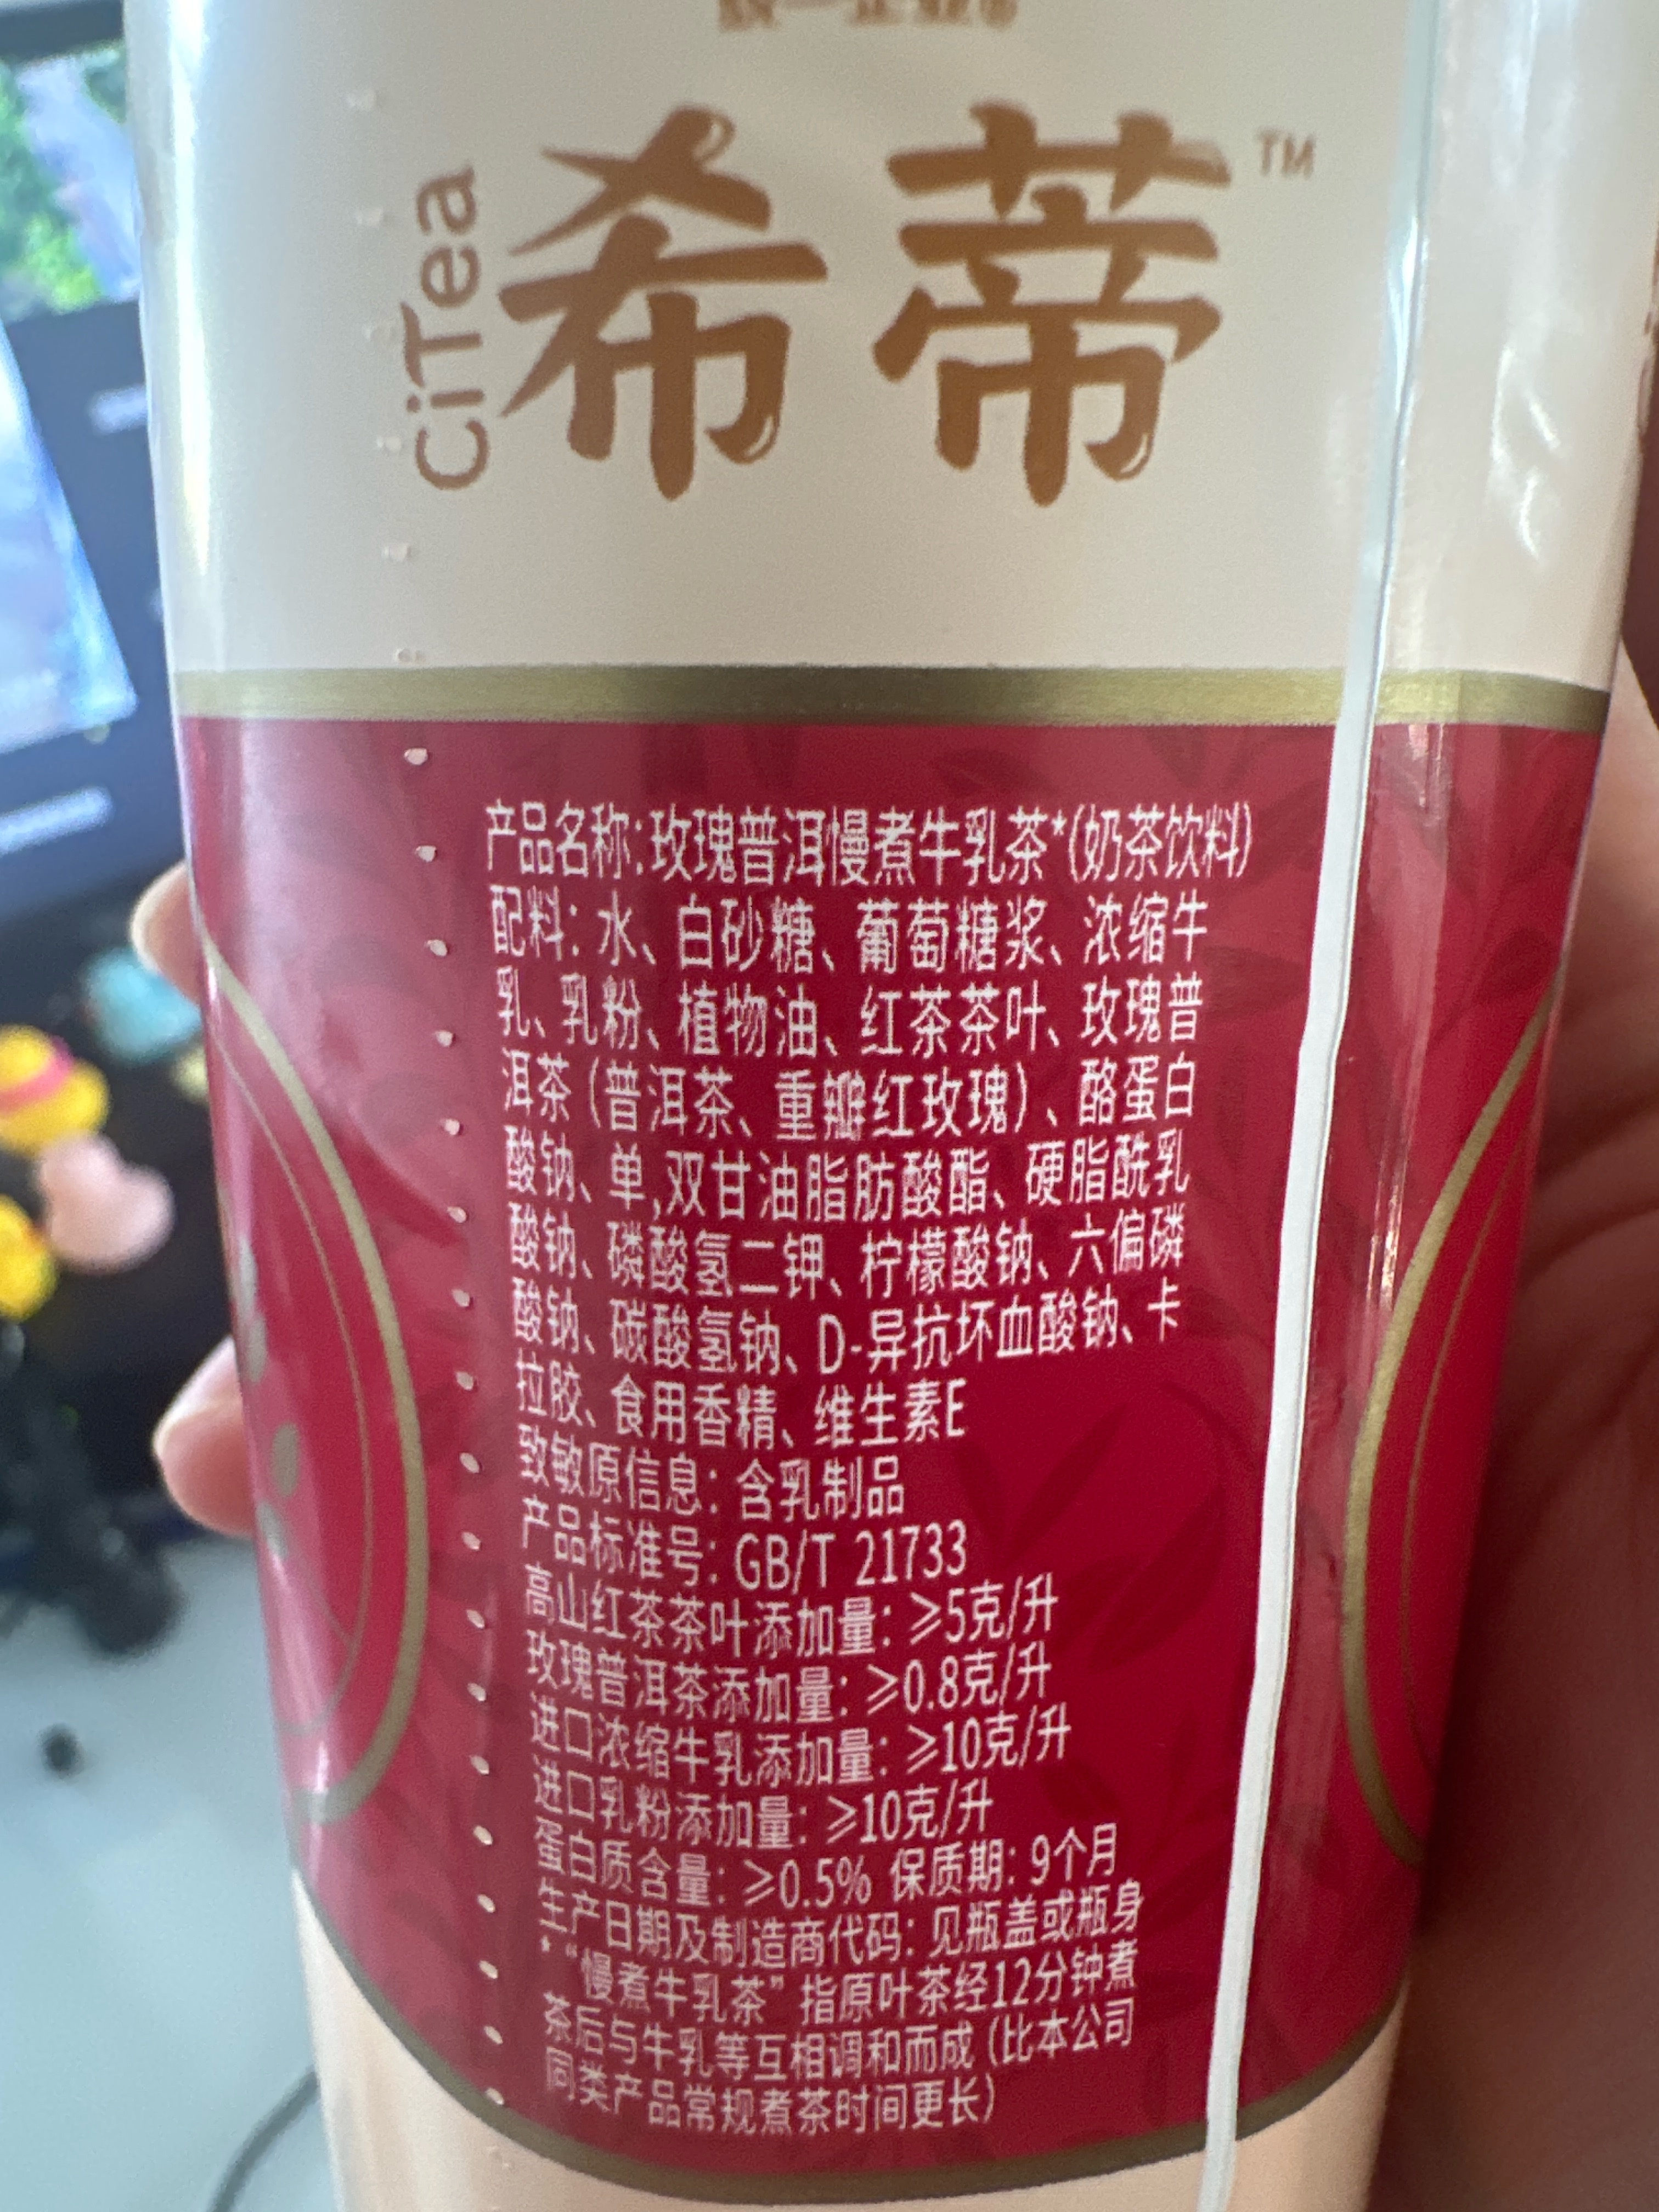 CiTea
希蒂
TM
产品名称:玫瑰普洱慢煮牛乳茶*(奶茶饮料)
配料：水、白砂糖、葡萄糖浆、浓缩牛
乳、乳粉、植物油、红茶茶叶、玫瑰普
洱茶（普洱茶、重瓣红玫瑰）、酪蛋白
酸钠、单,双甘油脂肪酸酯、硬脂酰乳
酸钠、磷酸氢二钾、柠檬酸钠、六偏磷
酸钠、碳酸氢钠、D-异抗坏血酸钠、卡
拉胶、食用香精、维生素E
致敏原信息：含乳制品
产品标准号：GB/T 21733
高山红茶茶叶添加量：≥5克/升
玫瑰普洱茶添加量：≥0.8克/升
进口浓缩牛乳添加量：≥10克/升
进口乳粉添加量：≥10克/升
蛋白质含量：≥0.5% 保质期：9个月
生产日期及制造商代码：见瓶盖或瓶身
*“慢煮牛乳茶”指原叶茶经12分钟煮
茶后与牛乳等互相调和而成（比本公司
同类产品常规煮茶时间更长）